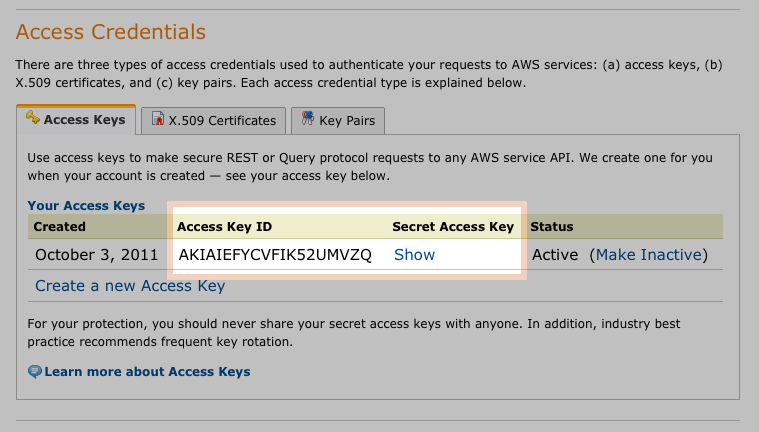 Access Credentials
There are three types of access credentials used to authenticate your requests to AWS services: (a) access keys, (b)
X.509 certificates, and (c) key pairs. Each access credential type is explained below.
Access Keys X.509 Certificates Key Pairs
Use access keys to make secure REST or Query protocol requests to any AWS service API. We create one for you
when your account is created — see your access key below.
Your Access Keys
Created Access Key ID Secret Access Key Status
October 3, 2011 AKIAIEFYCVFIK52UMVZQ Show Active (Make Inactive)
Create a new Access Key
For your protection, you should never share your secret access keys with anyone. In addition, industry best
practice recommends frequent key rotation.
Learn more about Access Keys